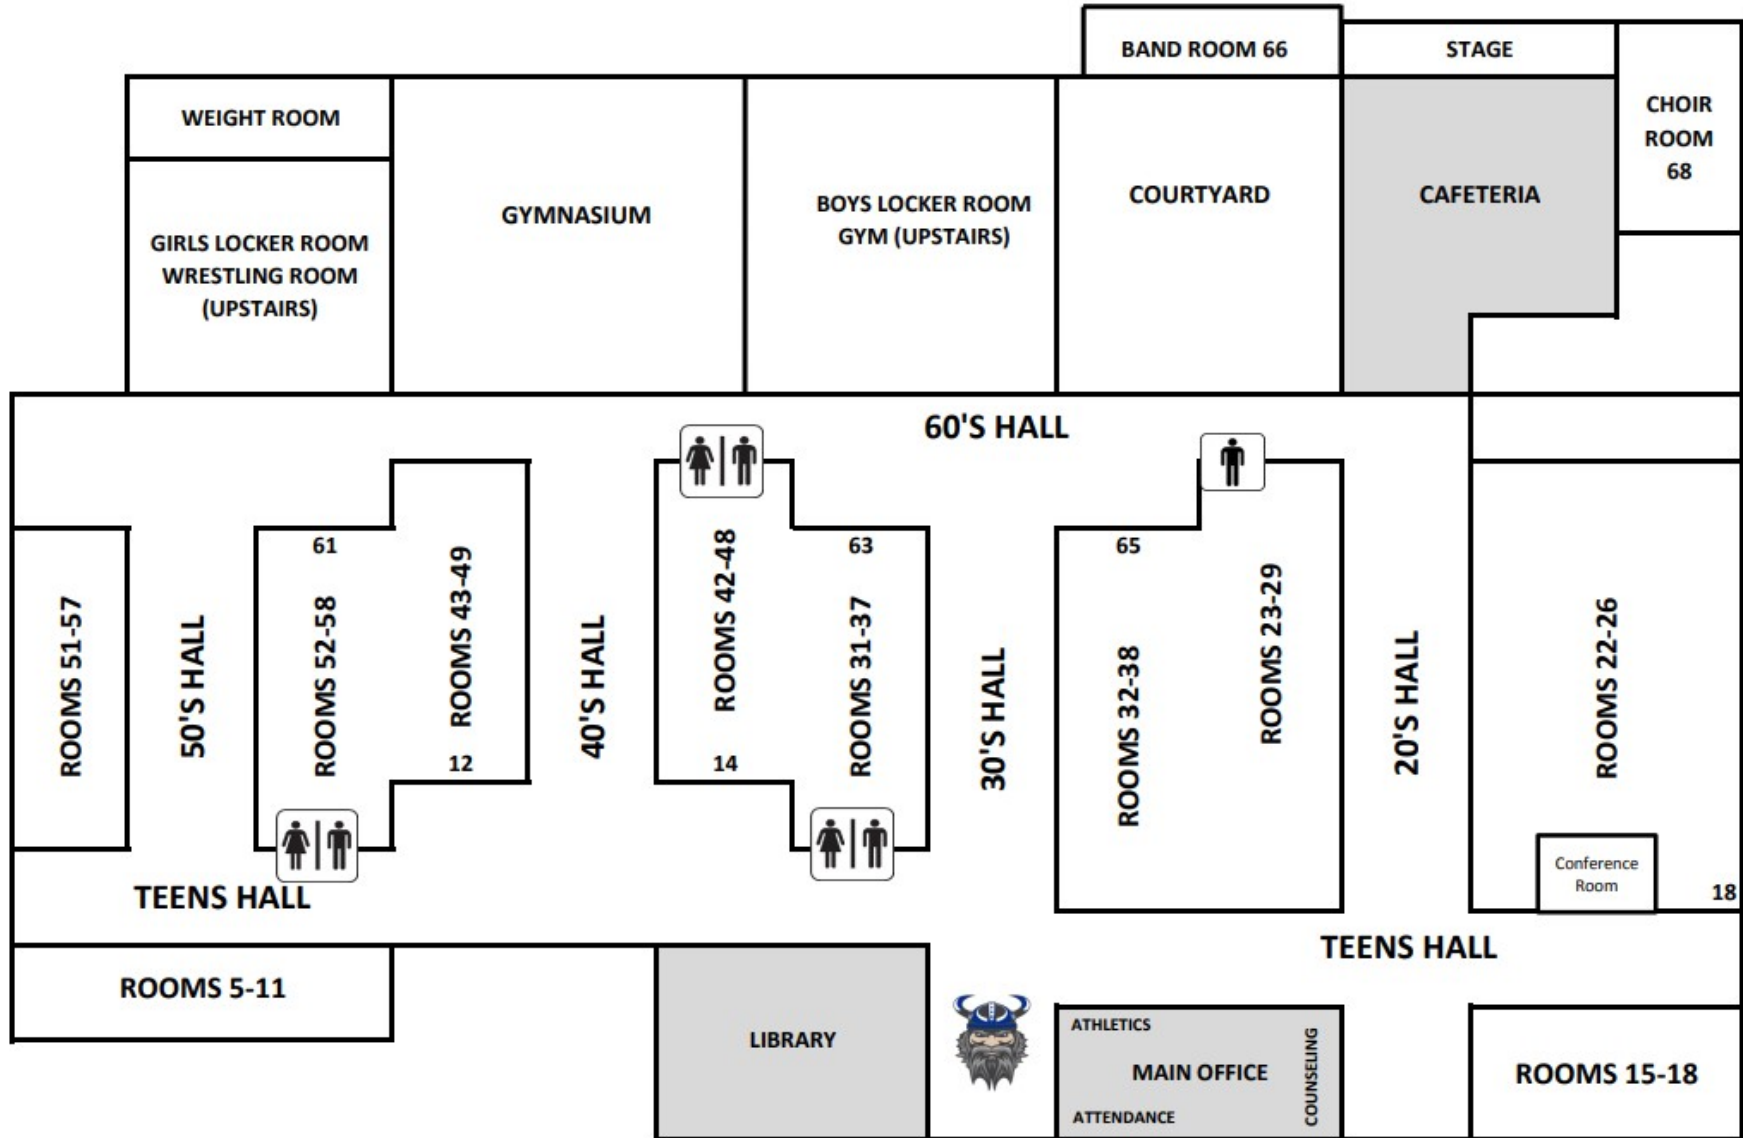 BAND ROOM 66
STAGE
WEIGHT ROOM
CHOIR
ROOM
68
GYMNASIUM
BOYS LOCKER ROOM
GYM (UPSTAIRS)
COURTYARD
CAFETERIA
GIRLS LOCKER ROOM
WRESTLING ROOM
(UPSTAIRS)
60'S HALL
61
63
65
ROOMS 51-57
50'S HALL
ROOMS 52-58
ROOMS 43-49
40'S HALL
ROOMS 42-48
ROOMS 31-37
30'S HALL
ROOMS 32-38
ROOMS 23-29
20'S HALL
ROOMS 22-26
12
14
Conference
Room
18
TEENS HALL
TEENS HALL
ROOMS 5-11
LIBRARY
ATHLETICS
MAIN OFFICE
COUNSELING
ATTENDANCE
ROOMS 15-18